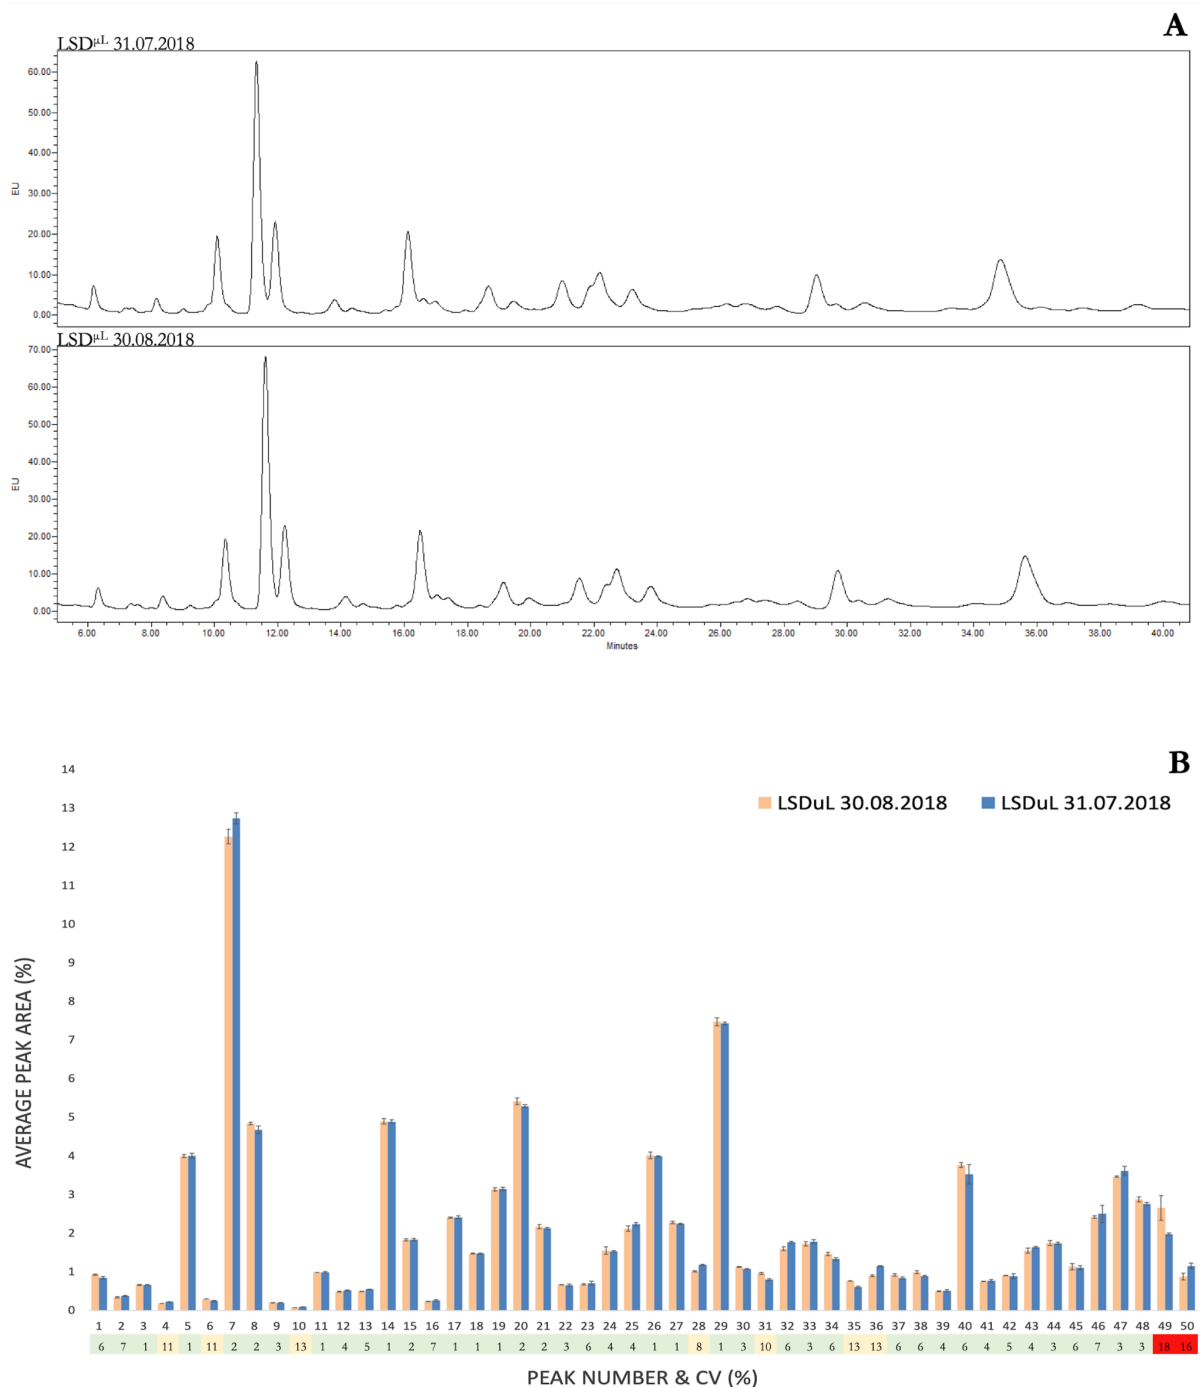 A
LSDµL 31.07.2018
60.00
50.00
40.00
30.00
20.00
10.00
0.00
EU
LSDµL 30.08.2018
70.00
60.00
50.00
40.00
30.00
20.00
10.00
0.00
EU
6.00 8.00 10.00 12.00 14.00 16.00 18.00 20.00 22.00 24.00 26.00 28.00 30.00 32.00 34.00 36.00 38.00 40.00
Minutes
B
LSDuL 30.08.2018 LSDuL 31.07.2018
14
13
12
11
10
9
8
7
6
5
4
3
2
1
0
AVERAGE PEAK AREA (%)
1 2 3 4 5 6 7 8 9 10 11 12 13 14 15 16 17 18 19 20 21 22 23 24 25 26 27 28 29 30 31 32 33 34 35 36 37 38 39 40 41 42 43 44 45 46 47 48 49 50
6 7 1 11 1 11 2 2 3 13 1 4 5 1 2 7 1 1 1 2 2 3 6 4 4 1 1 8 1 3 10 6 3 6 13 13 6 6 4 6 4 5 4 3 6 7 3 3 18 16
PEAK NUMBER & CV (%)